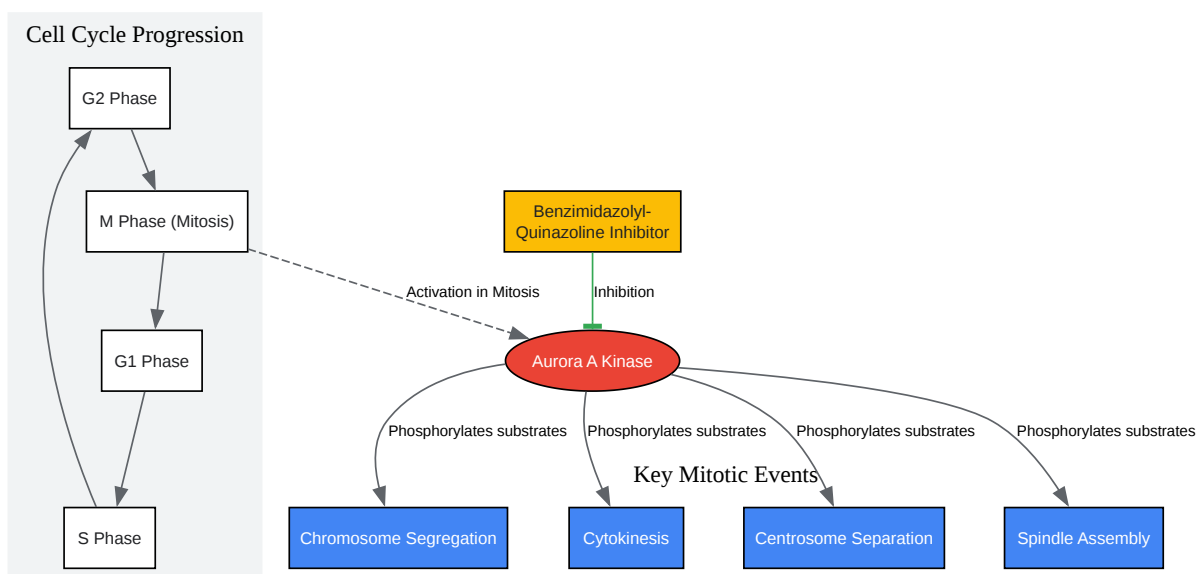 Cell Cycle Progression
G2 Phase
M Phase (Mitosis)
Benzimidazolyl-
Quinazoline Inhibitor
Activation in Mitosis
Inhibition
G1 Phase
Aurora A Kinase
Phosphorylates substrates
Phosphorylates substrates
Phosphorylates substrates
Phosphorylates substrates
Key Mitotic Events
S Phase
Chromosome Segregation
Cytokinesis
Centrosome Separation
Spindle Assembly